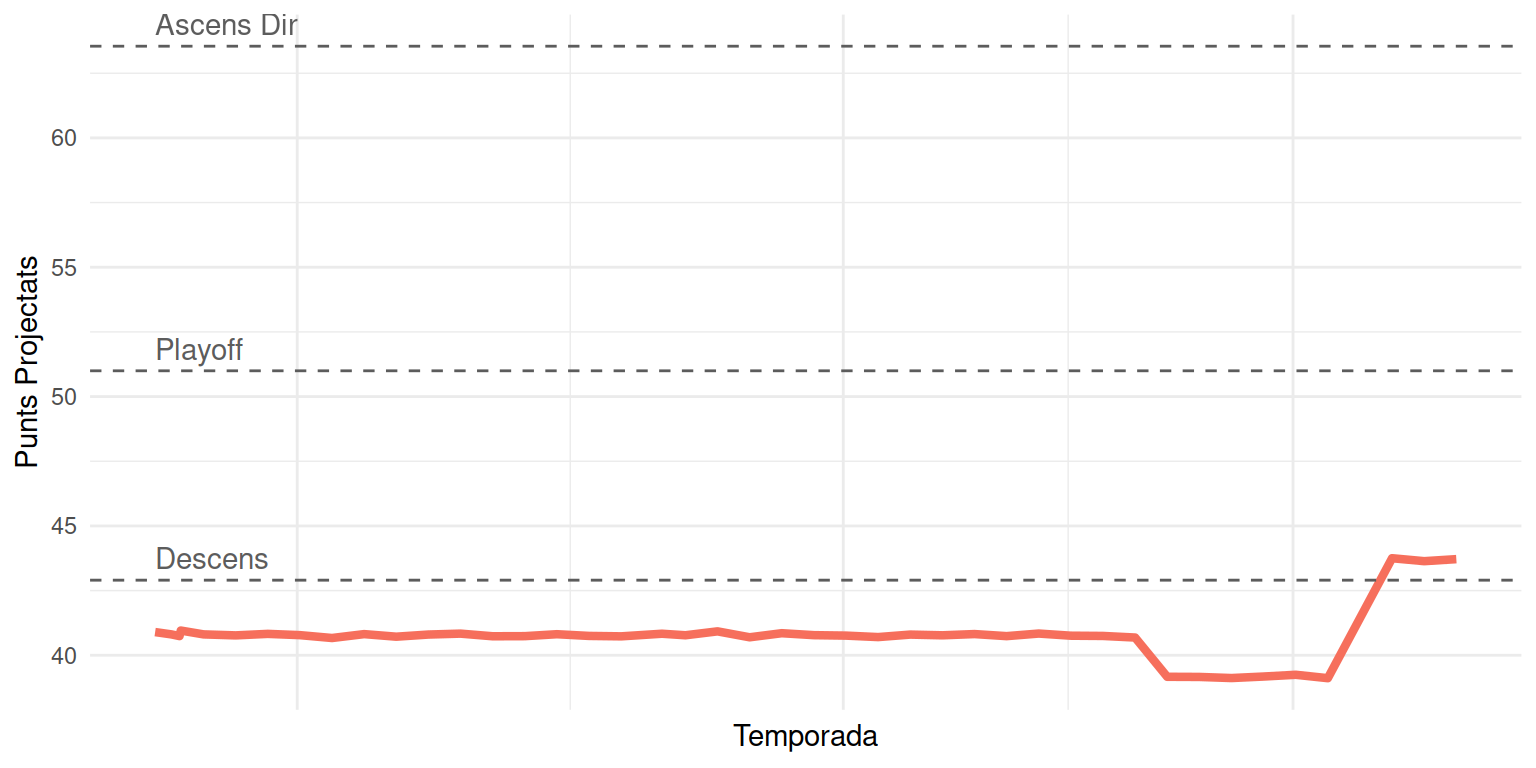 Ascens Dir
60
55
Playoff
50
45
Descens
40
Punts Projectats
Temporada